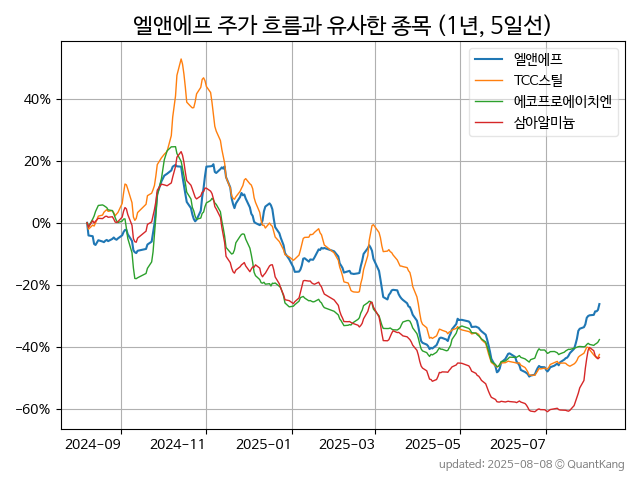 엘앤에프 주가 흐름과 유사한 종목 (1년, 5일선)
엘앤에프
TCC스틸
에코프로에이치엔
삼아알미늄
40%
20%
0%
−20%
−40%
−60%
2024-09
2024-11
2025-01
2025-03
2025-05
2025-07
updated: 2025-08-08 © QuantKang